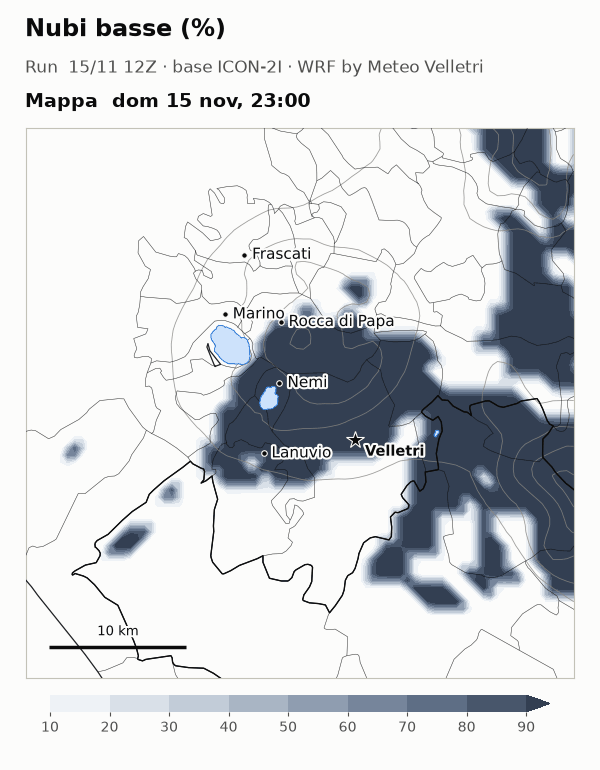 Nubi basse (%)
Run  15/11 12Z · base ICON-2I · WRF by Meteo Velletri
Mappa  dom 15 nov, 23:00
Frascati
Marino
Rocca di Papa
Nemi
Velletri
Lanuvio
10 km
10 20 30 40 50 60 70 80 90